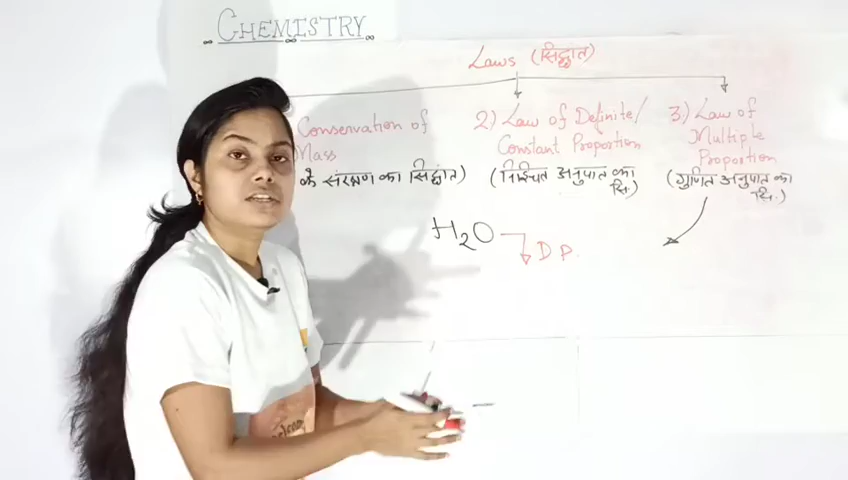 CHEMISTRY
Laws (सिद्धांत)
Conservation of
Mass
के संरक्षण का सिद्धांत)
2) Law of Definite/
Constant Proportion
(निश्चित अनुपात का
सि.)
3) Law of
Multiple
Proportion
(गुणित अनुपात का
सि.)
H2O
D P.